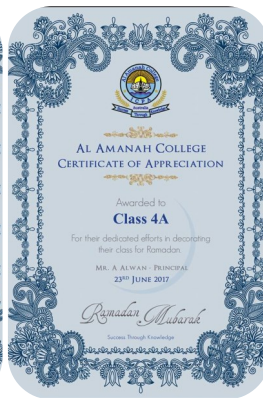 AL AMANAH COLLEGE
CERTIFICATE OF APPRECIATION
Awarded to
Class 4A
For their dedicated efforts in decorating
their class for Ramadan
MR. A ALWAN - PRINCIPAL
23RD JUNE 2017
Ramadan Mubarak
Success Through Knowledge